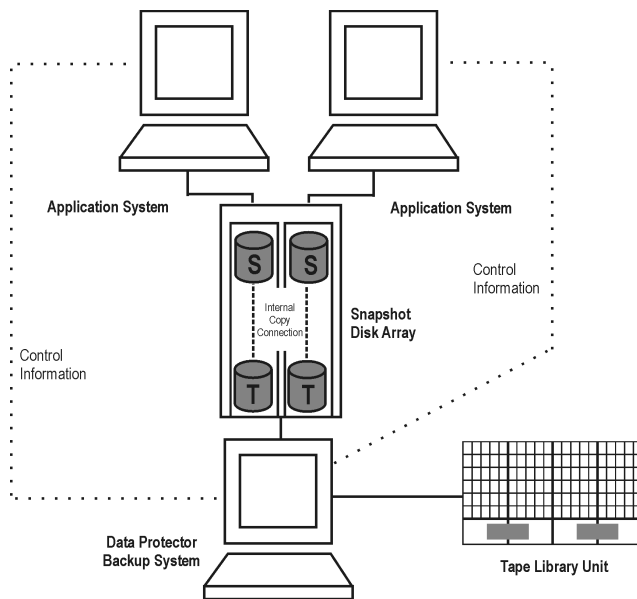 Application System
Application System
S
S
Control
Information
Internal
Copy
Connection
Snapshot
Disk Array
Control
Information
T
T
Data Protector
Backup System
Tape Library Unit